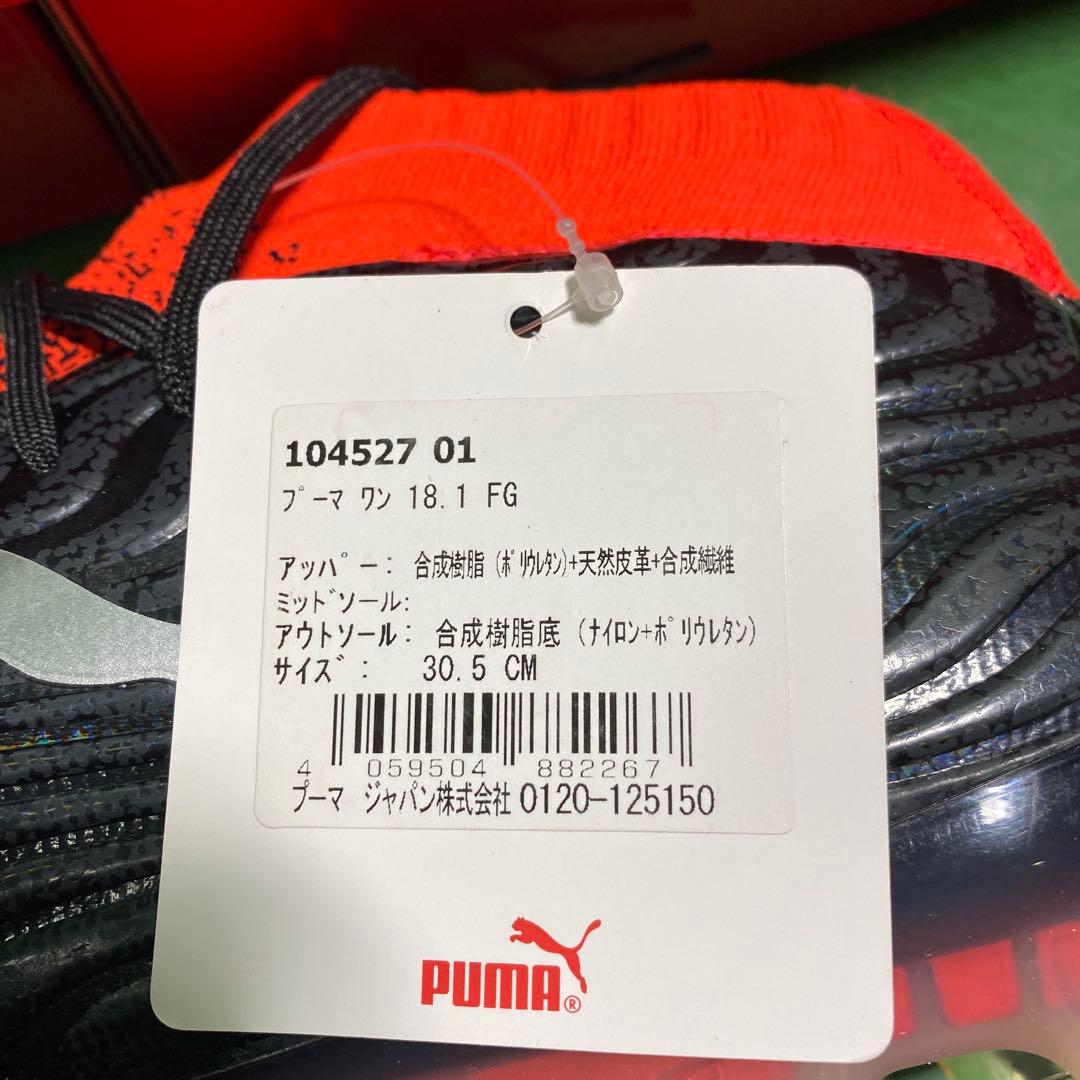 104527 01
プーマ ワン 18.1 FG
アッパー: 合成樹脂(ポリウレタン)+天然皮革+合成繊維
ミッドソール:
アウトソール: 合成樹脂底 (ナイロン+ポリウレタン)
サイズ: 30.5 CM
4 059504 882267
プーマ ジャパン株式会社 0120-125150
PUMA®